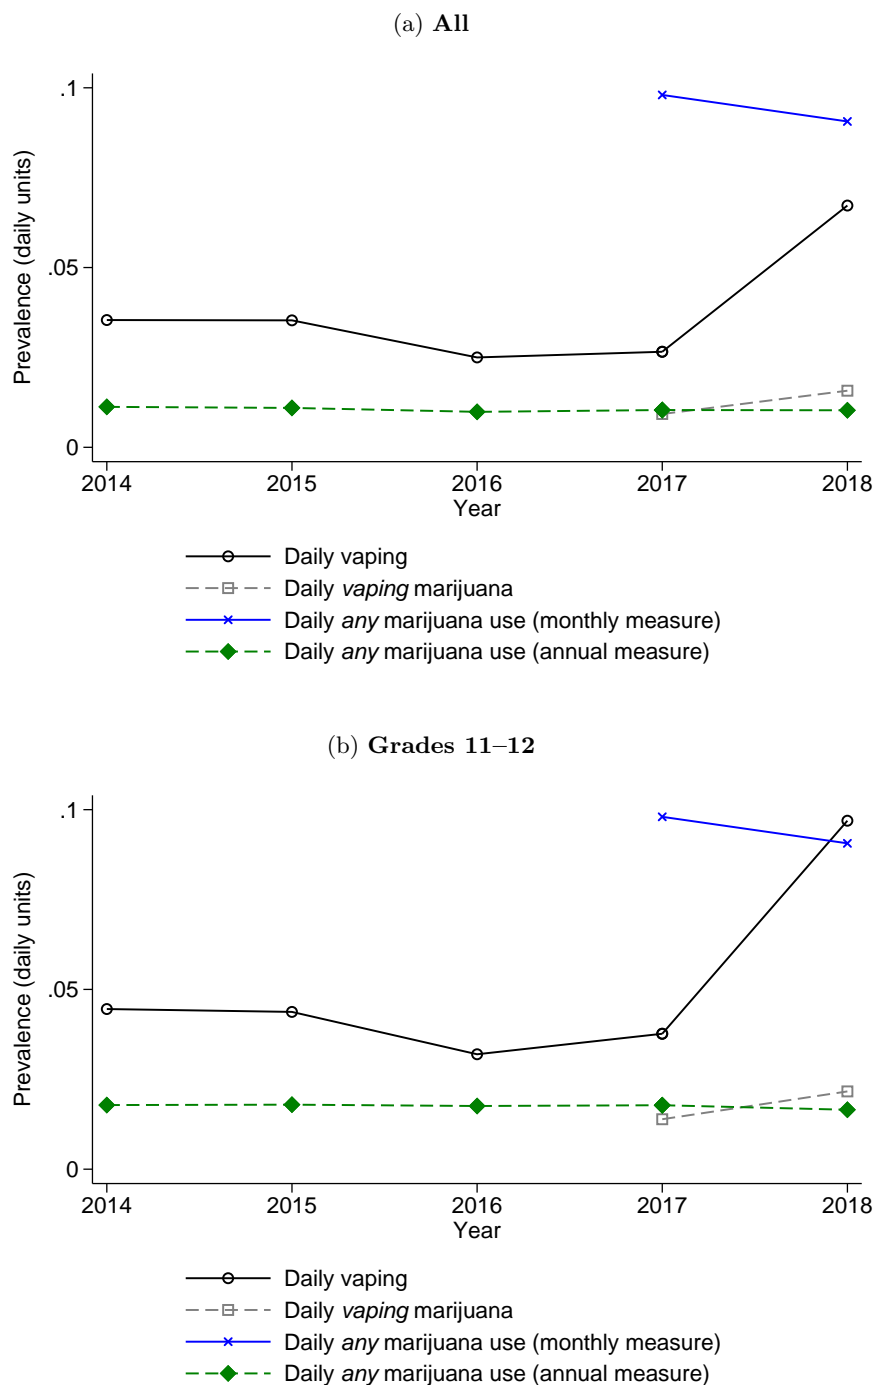 (a) All
.1
.05
0
Prevalence (daily units)
2014 2015 2016 2017 2018
Year
Daily vaping
Daily vaping marijuana
Daily any marijuana use (monthly measure)
Daily any marijuana use (annual measure)
(b) Grades 11–12
.1
.05
0
Prevalence (daily units)
2014 2015 2016 2017 2018
Year
Daily vaping
Daily vaping marijuana
Daily any marijuana use (monthly measure)
Daily any marijuana use (annual measure)